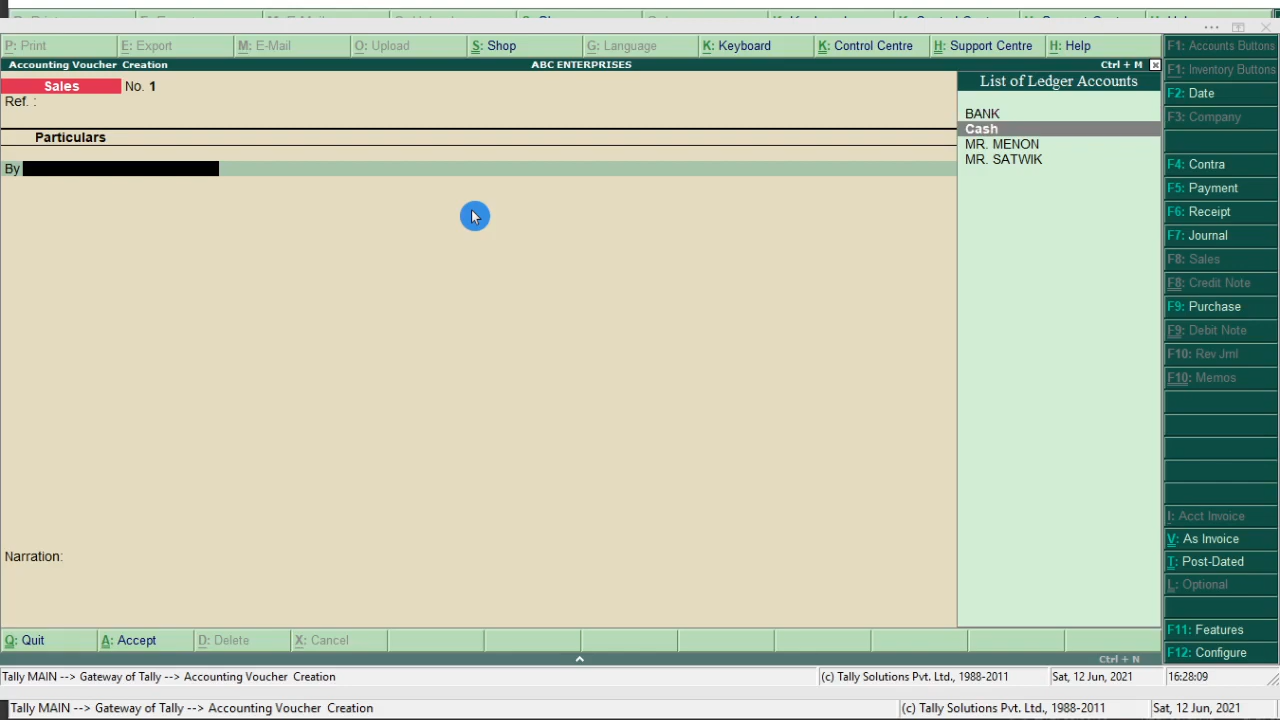 P: Print E: Export M: E-Mail O: Upload S: Shop G: Language K: Keyboard K: Control Centre H: Support Centre H: Help
Accounting Voucher Creation ABC ENTERPRISES Ctrl + M
Sales No. 1
Ref. :
Particulars
By
Narration:
List of Ledger Accounts
BANK
Cash
MR. MENON
MR. SATWIK
F1: Accounts Buttons
F1: Inventory Buttons
F2: Date
F3: Company
F4: Contra
F5: Payment
F6: Receipt
F7: Journal
F8: Sales
F8: Credit Note
F9: Purchase
F9: Debit Note
F10: Rev Jrnl
F10: Memos
I: Acct Invoice
V: As Invoice
T: Post-Dated
L: Optional
F11: Features
F12: Configure
Q: Quit A: Accept D: Delete X: Cancel
Ctrl + N
Tally MAIN --> Gateway of Tally --> Accounting Voucher Creation (c) Tally Solutions Pvt. Ltd., 1988-2011 Sat, 12 Jun, 2021 16:28:09
Tally MAIN --> Gateway of Tally --> Accounting Voucher Creation (c) Tally Solutions Pvt. Ltd., 1988-2011 Sat, 12 Jun, 2021